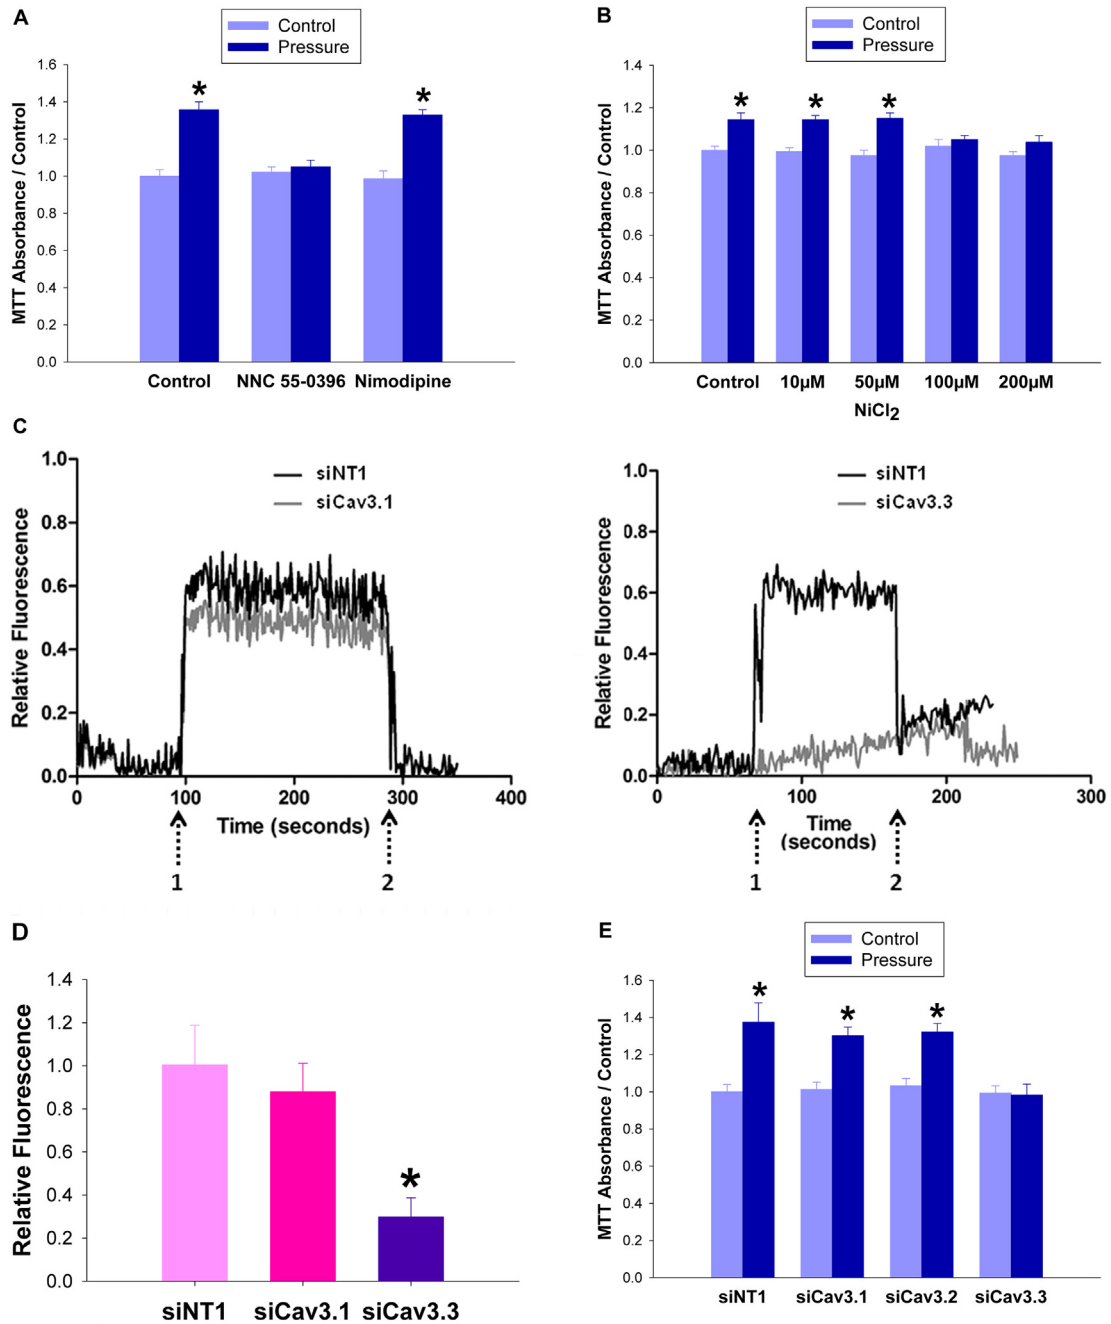 A
Control
Pressure
MTT Absorbance / Control
1.6
1.4
1.2
1.0
0.8
0.6
0.4
0.2
0.0
*
*
Control NNC 55-0396 Nimodipine
B
Control
Pressure
MTT Absorbance / Control
1.4
1.2
1.0
0.8
0.6
0.4
0.2
0.0
* * *
Control 10µM 50µM 100µM 200µM
NiCl2
C
siNT1
siCav3.1
Relative Fluorescence
1.0
0.8
0.6
0.4
0.2
0.0
0 100 200 300 400
Time (seconds)
1 2
siNT1
siCav3.3
Relative Fluorescence
1.0
0.8
0.6
0.4
0.2
0.0
0 100 200 300
Time
(seconds)
1 2
D
Relative Fluorescence
1.4
1.2
1.0
0.8
0.6
0.4
0.2
0.0
*
siNT1 siCav3.1 siCav3.3
E
Control
Pressure
MTT Absorbance / Control
1.6
1.4
1.2
1.0
0.8
0.6
0.4
0.2
0.0
* * *
siNT1 siCav3.1 siCav3.2 siCav3.3